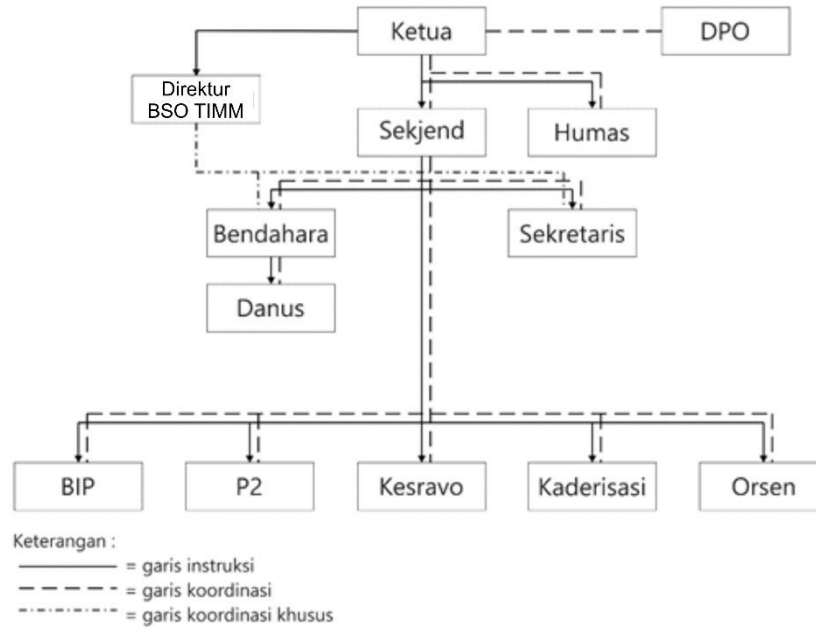 Ketua
DPO
Direktur
BSO TIMM
Sekjend
Humas
Bendahara
Sekretaris
Danus
BIP
P2
Kesravo
Kaderisasi
Orsen
Keterangan :
= garis instruksi
= garis koordinasi
= garis koordinasi khusus